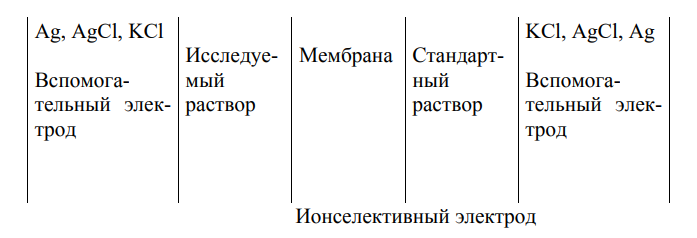 Ag, AgCl, KCl
Вспомога-
тельный элек-
трод
Исследуе-
мый
раствор
Мембрана
Стандарт-
ный
раствор
KCl, AgCl, Ag
Вспомога-
тельный элек-
трод
Ионселективный электрод